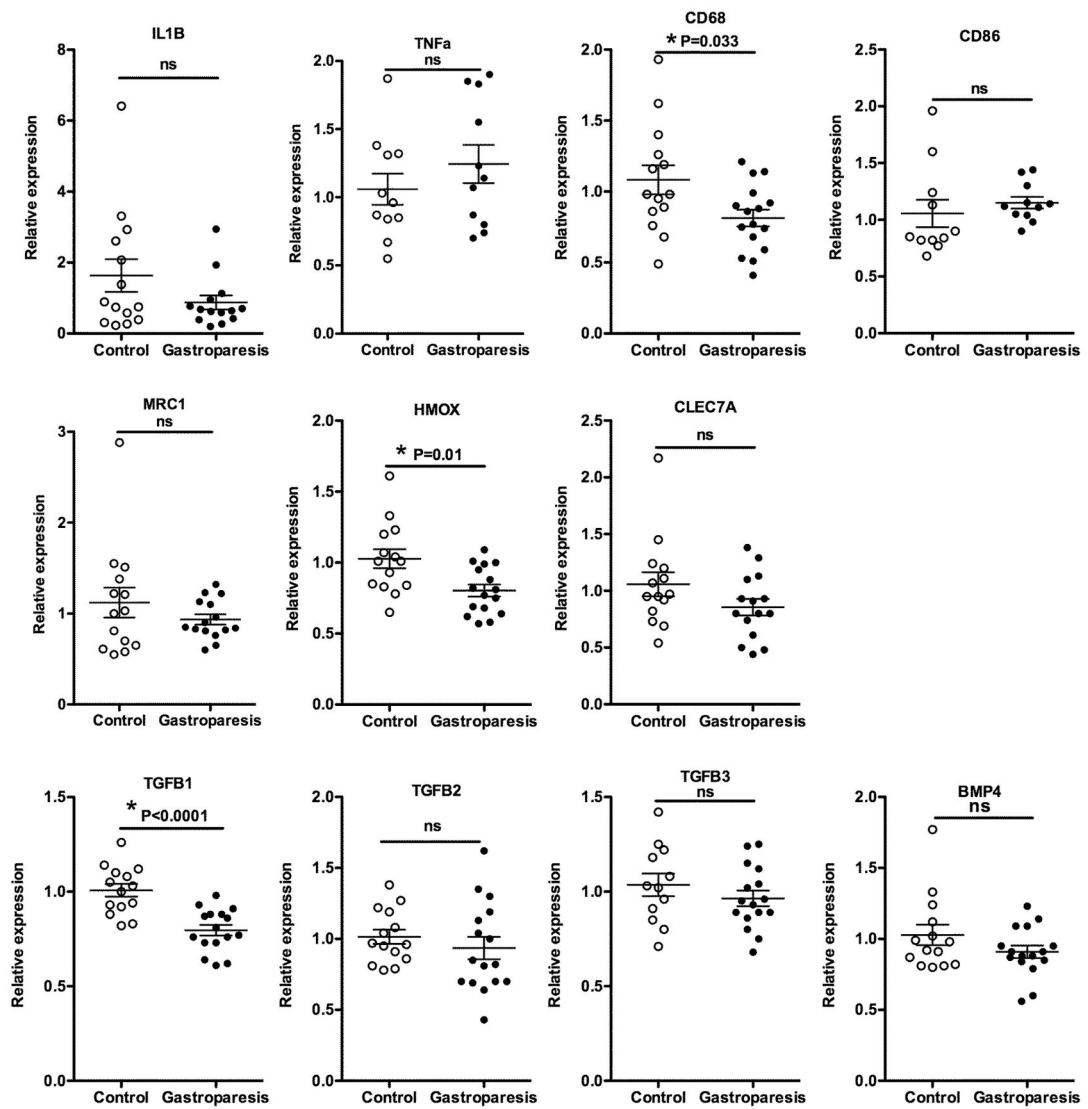 IL1B
ns
Relative expression
8
6
4
2
0
Control
Gastroparesis
TNFa
ns
Relative expression
2.0
1.5
1.0
0.5
0.0
Control
Gastroparesis
CD68
* P=0.033
Relative expression
2.0
1.5
1.0
0.5
0.0
Control
Gastroparesis
CD86
ns
Relative expression
2.5
2.0
1.5
1.0
0.5
0.0
Control
Gastroparesis
MRC1
ns
Relative expression
3
2
1
0
Control
Gastroparesis
HMOX
* P=0.01
Relative expression
2.0
1.5
1.0
0.5
0.0
Control
Gastroparesis
CLEC7A
ns
Relative expression
2.5
2.0
1.5
1.0
0.5
0.0
Control
Gastroparesis
TGFB1
* P<0.0001
Relative expression
1.5
1.0
0.5
0.0
Control
Gastroparesis
TGFB2
ns
Relative expression
2.0
1.5
1.0
0.5
0.0
Control
Gastroparesis
TGFB3
ns
Relative expression
1.5
1.0
0.5
0.0
Control
Gastroparesis
BMP4
ns
Relative expression
2.0
1.5
1.0
0.5
0.0
Control
Gastroparesis